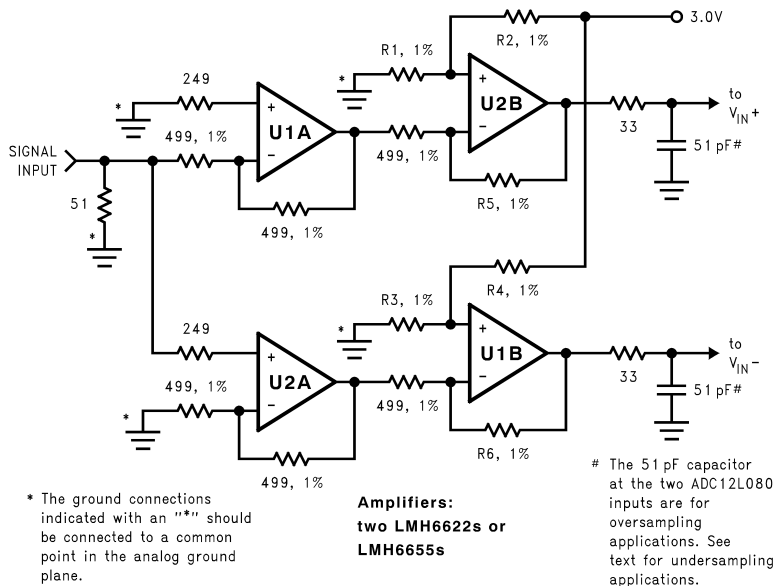 3.0V
R2, 1%
R1, 1%
*
+
U2B
−
to
VIN+
33
51 pF#
249
*
+
U1A
−
499, 1%
499, 1%
R5, 1%
SIGNAL
INPUT
51
*
499, 1%
R4, 1%
R3, 1%
*
+
U1B
−
to
VIN−
33
51 pF#
249
+
U2A
−
499, 1%
*
499, 1%
R6, 1%
499, 1%
* The ground connections
indicated with an "*" should
be connected to a common
point in the analog ground
plane.
Amplifiers:
two LMH6622s or
LMH6655s
# The 51 pF capacitor
at the two ADC12L080
inputs are for
oversampling
applications. See
text for undersampling
applications.